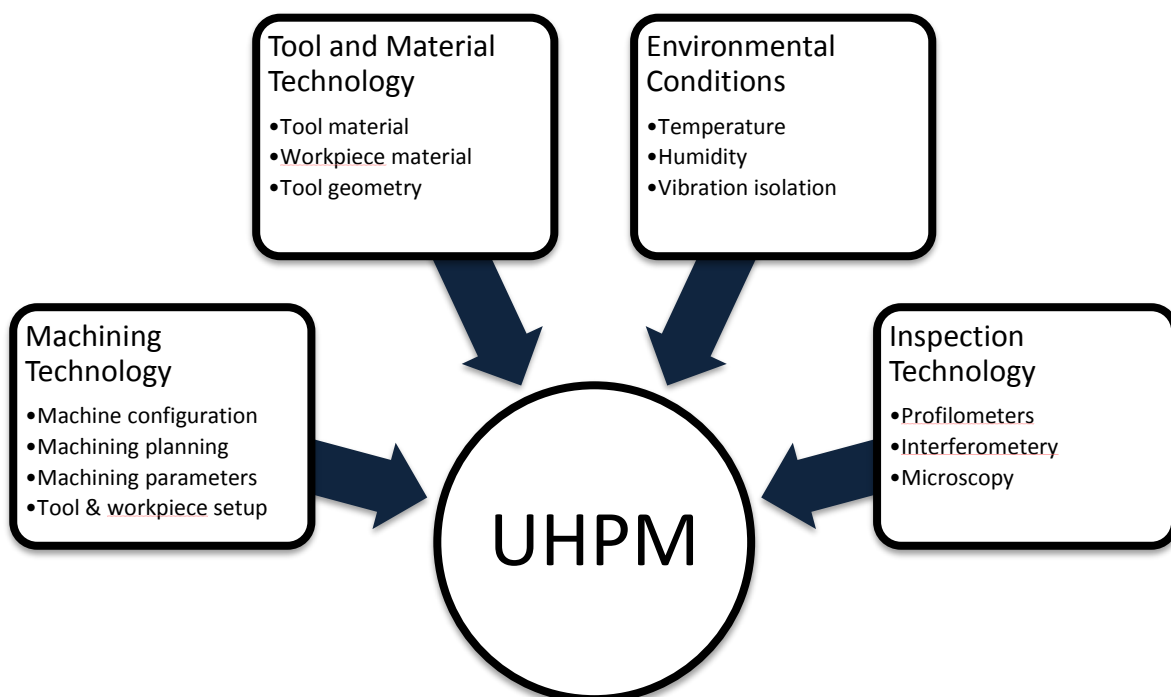 Tool and Material
Technology
•Tool material
•Workpiece material
•Tool geometry
Environmental
Conditions
•Temperature
•Humidity
•Vibration isolation
Machining
Technology
•Machine configuration
•Machining planning
•Machining parameters
•Tool & workpiece setup
Inspection
Technology
•Profilometers
•Interferometery
•Microscopy
UHPM